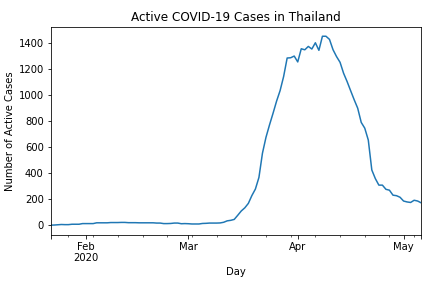 Active COVID-19 Cases in Thailand
Number of Active Cases
1400
1200
1000
800
600
400
200
0
Feb
2020
Mar
Apr
May
Day